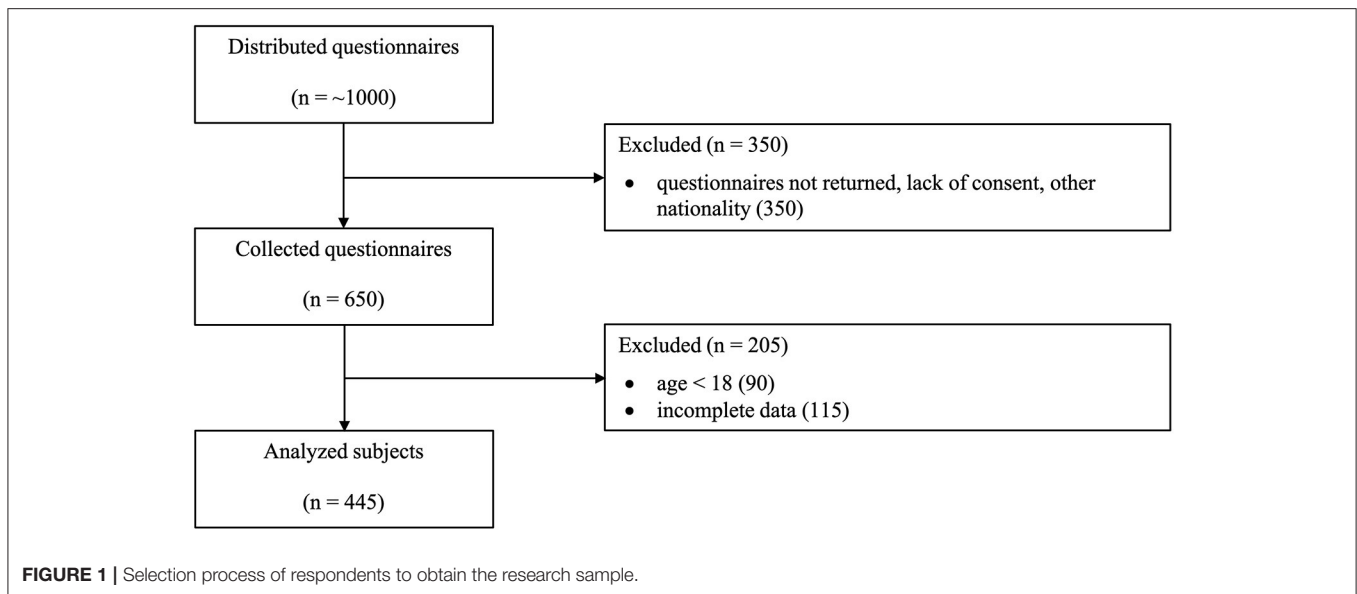 Distributed questionnaires
(n = ~1000)
Excluded (n = 350)
• questionnaires not returned, lack of consent, other
nationality (350)
Collected questionnaires
(n = 650)
Excluded (n = 205)
• age < 18 (90)
• incomplete data (115)
Analyzed subjects
(n = 445)
FIGURE 1 | Selection process of respondents to obtain the research sample.